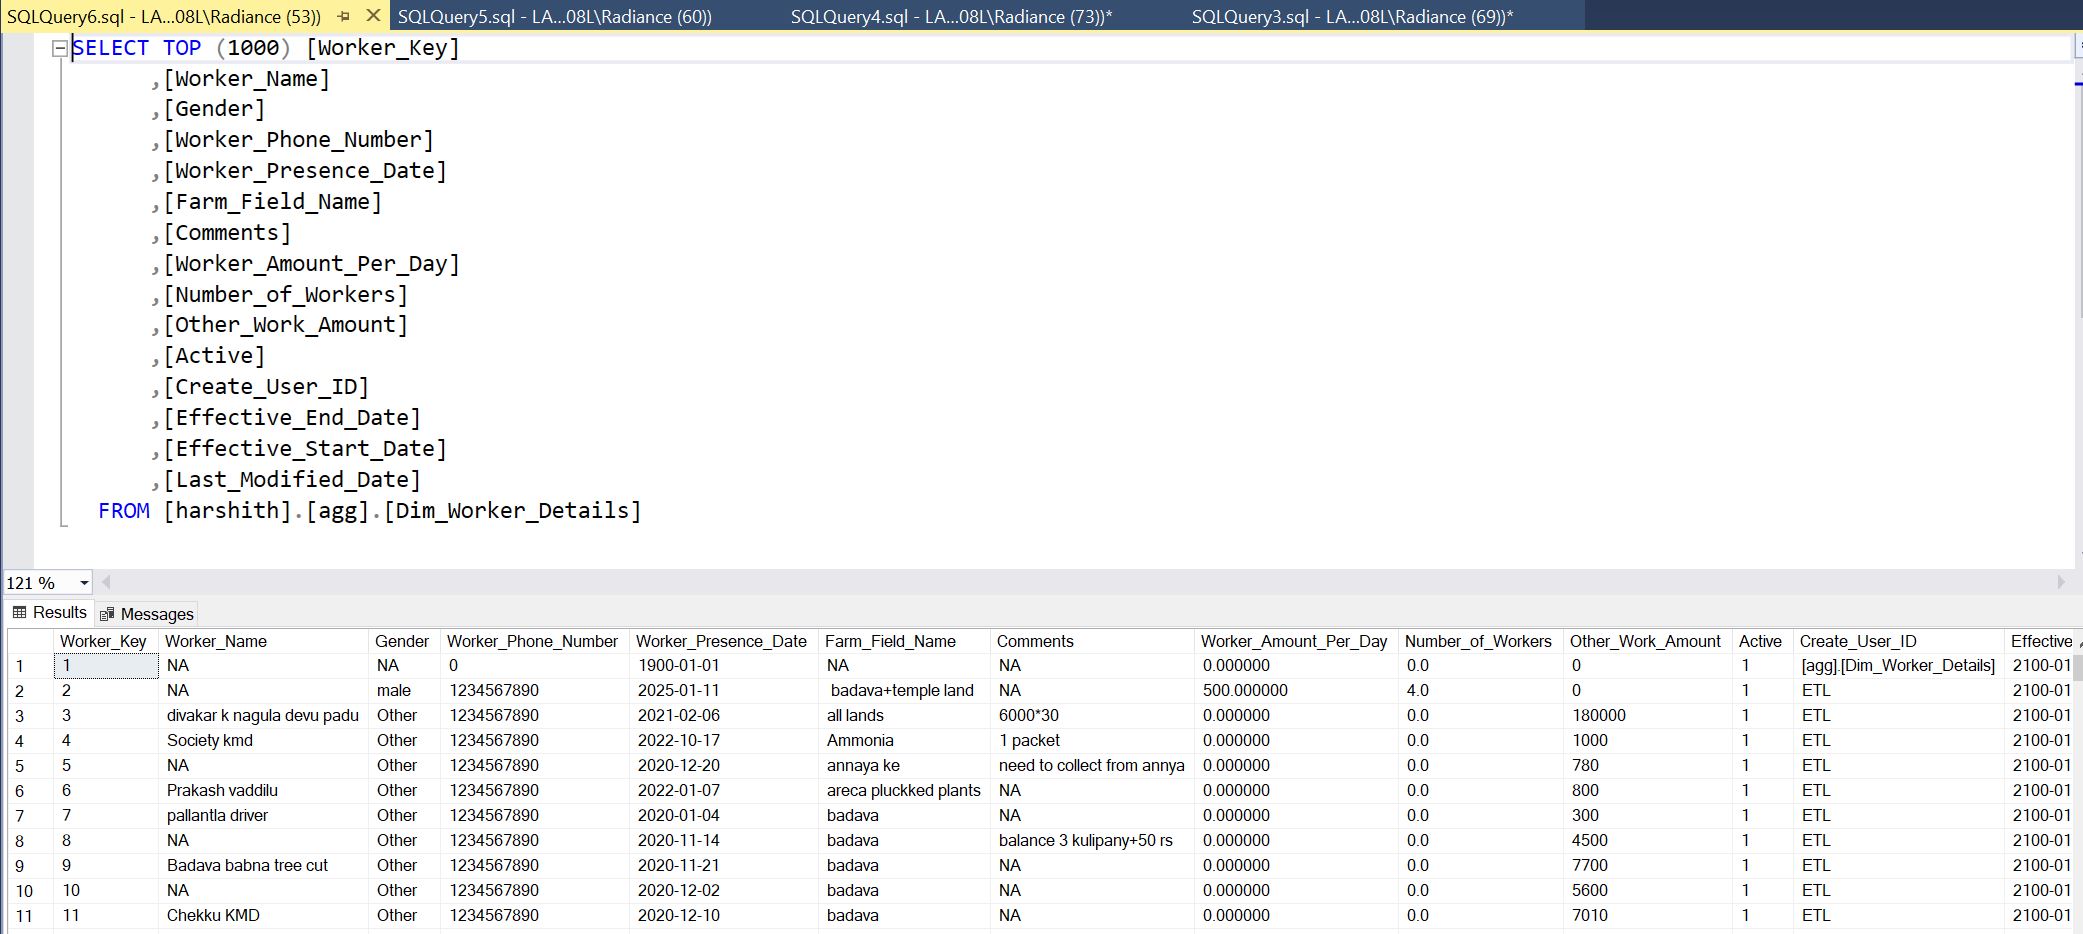 SQLQuery6.sql - LA...08L\Radiance (53)) SQLQuery5.sql - LA...08L\Radiance (60)) SQLQuery4.sql - LA...08L\Radiance (73))* SQLQuery3.sql - LA...08L\Radiance (69))*
SELECT TOP (1000) [Worker_Key]
,[Worker_Name]
,[Gender]
,[Worker_Phone_Number]
,[Worker_Presence_Date]
,[Farm_Field_Name]
,[Comments]
,[Worker_Amount_Per_Day]
,[Number_of_Workers]
,[Other_Work_Amount]
,[Active]
,[Create_User_ID]
,[Effective_End_Date]
,[Effective_Start_Date]
,[Last_Modified_Date]
FROM [harshith].[agg].[Dim_Worker_Details]
121 %
Results Messages
Worker_Key Worker_Name Gender Worker_Phone_Number Worker_Presence_Date Farm_Field_Name Comments Worker_Amount_Per_Day Number_of_Workers Other_Work_Amount Active Create_User_ID Effective
1 1 NA NA 0 1900-01-01 NA NA 0.000000 0.0 0 1 [agg].[Dim_Worker_Details] 2100-01
2 2 NA male 1234567890 2025-01-11 badava+temple land NA 500.000000 4.0 0 1 ETL 2100-01
3 3 divakar k nagula devu padu Other 1234567890 2021-02-06 all lands 6000*30 0.000000 0.0 180000 1 ETL 2100-01
4 4 Society kmd Other 1234567890 2022-10-17 Ammonia 1 packet 0.000000 0.0 1000 1 ETL 2100-01
5 5 NA Other 1234567890 2020-12-20 annaya ke need to collect from annya 0.000000 0.0 780 1 ETL 2100-01
6 6 Prakash vaddilu Other 1234567890 2022-01-07 areca pluckked plants NA 0.000000 0.0 800 1 ETL 2100-01
7 7 pallantla driver Other 1234567890 2020-01-04 badava NA 0.000000 0.0 300 1 ETL 2100-01
8 8 NA Other 1234567890 2020-11-14 badava balance 3 kulipany+50 rs 0.000000 0.0 4500 1 ETL 2100-01
9 9 Badava babna tree cut Other 1234567890 2020-11-21 badava NA 0.000000 0.0 7700 1 ETL 2100-01
10 10 NA Other 1234567890 2020-12-02 badava NA 0.000000 0.0 5600 1 ETL 2100-01
11 11 Chekku KMD Other 1234567890 2020-12-10 badava NA 0.000000 0.0 7010 1 ETL 2100-01